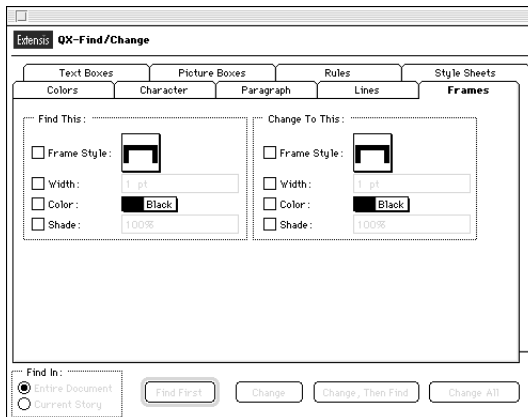 Extensis QX-Find/Change
Text Boxes Picture Boxes Rules Style Sheets
Colors Character Paragraph Lines Frames
Find This: Change To This:
Frame Style: Frame Style:
Width: 1 pt Width: 1 pt
Color: Black Color: Black
Shade: 100% Shade: 100%
Find In:
Entire Document
Current Story
Find First Change Change, Then Find Change All